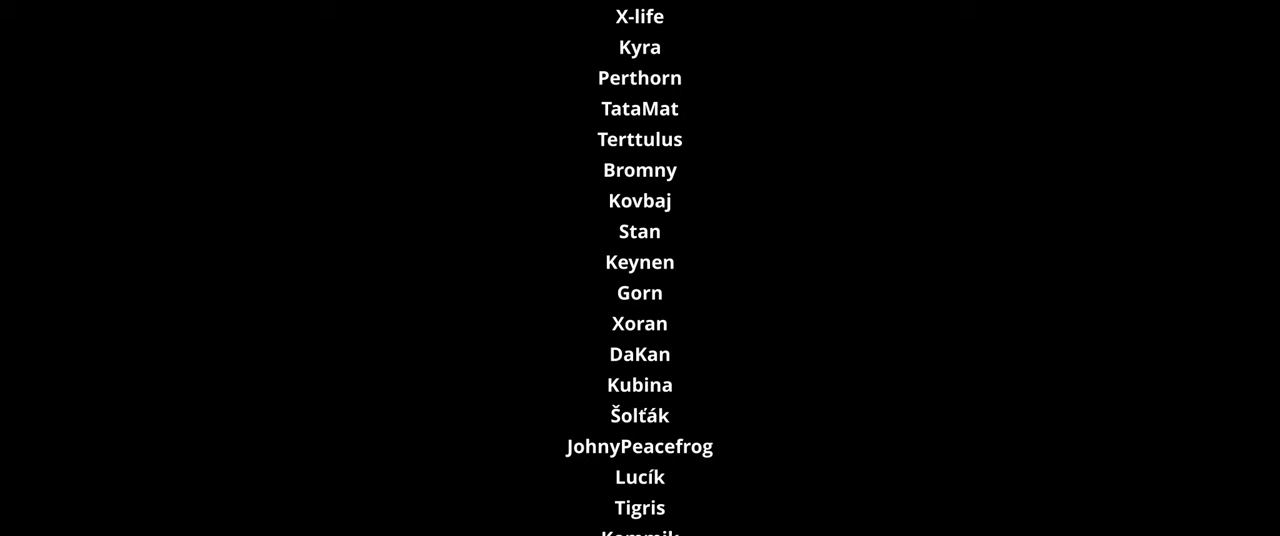 X-life
Kyra
Perthorn
TataMat
Terttulus
Bromny
Kovbaj
Stan
Keynen
Gorn
Xoran
DaKan
Kubina
Šolťák
JohnyPeacefrog
Lucík
Tigris